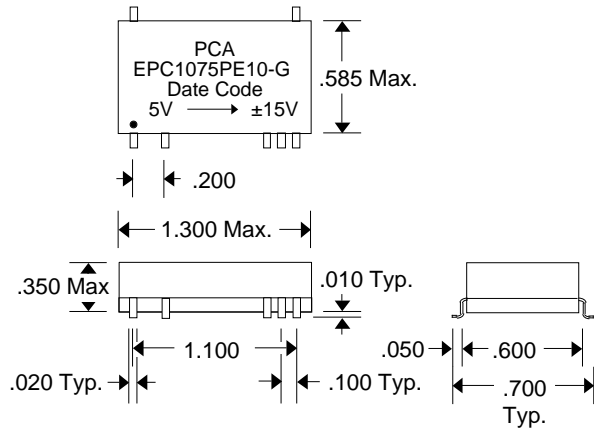 PCA
EPC1075PE10-G
Date Code
5V ±15V
.585 Max.
.200
1.300 Max.
.350 Max
.010 Typ.
1.100
.020 Typ.
.100 Typ.
.050
.600
.700
Typ.